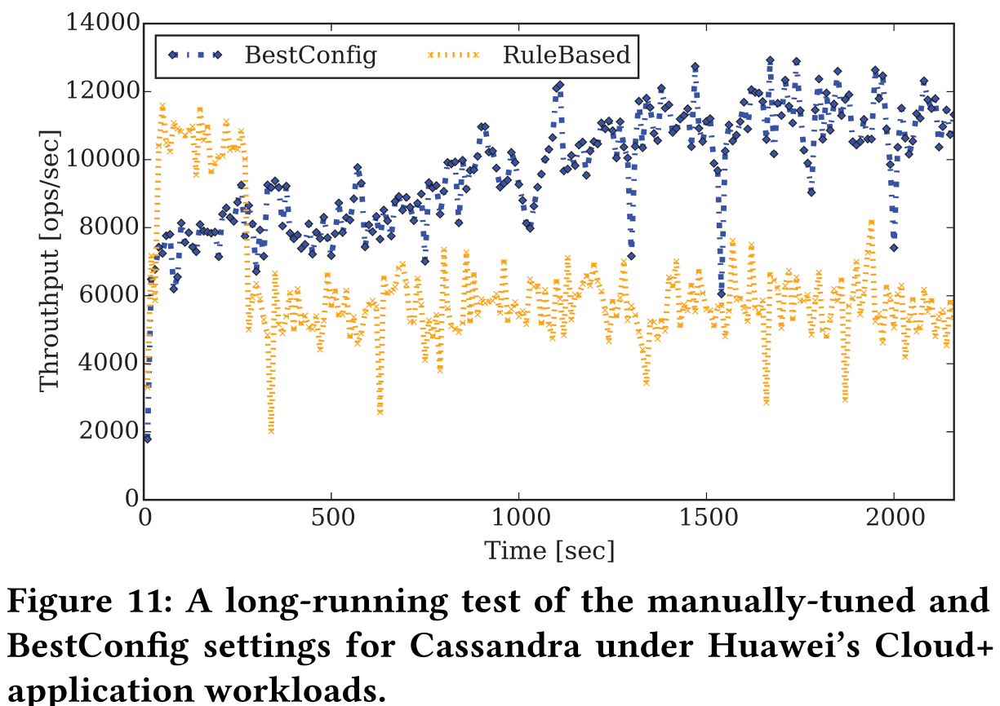 14000
12000
10000
8000
6000
4000
2000
0
Throuthput [ops/sec]
BestConfig
RuleBased
0
500
1000
1500
2000
Time [sec]
Figure 11: A long-running test of the manually-tuned and
BestConfig settings for Cassandra under Huawei's Cloud+
application workloads.